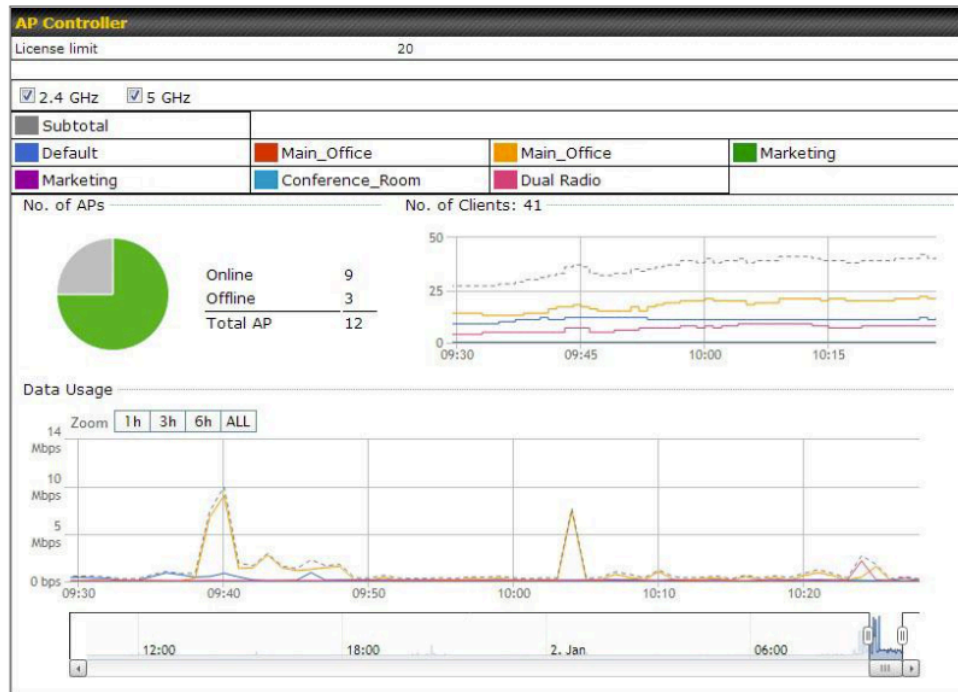 AP Controller
License limit 20
2.4 GHz 5 GHz
Subtotal
Default Main_Office Main_Office Marketing
Marketing Conference_Room Dual Radio
No. of APs
Online 9
Offline 3
Total AP 12
No. of Clients: 41
50
25
0
09:30 09:45 10:00 10:15
Data Usage
Zoom 1h 3h 6h ALL
14
Mbps
10
Mbps
5
Mbps
0 bps
09:30 09:40 09:50 10:00 10:10 10:20
12:00 18:00 2. Jan 06:00